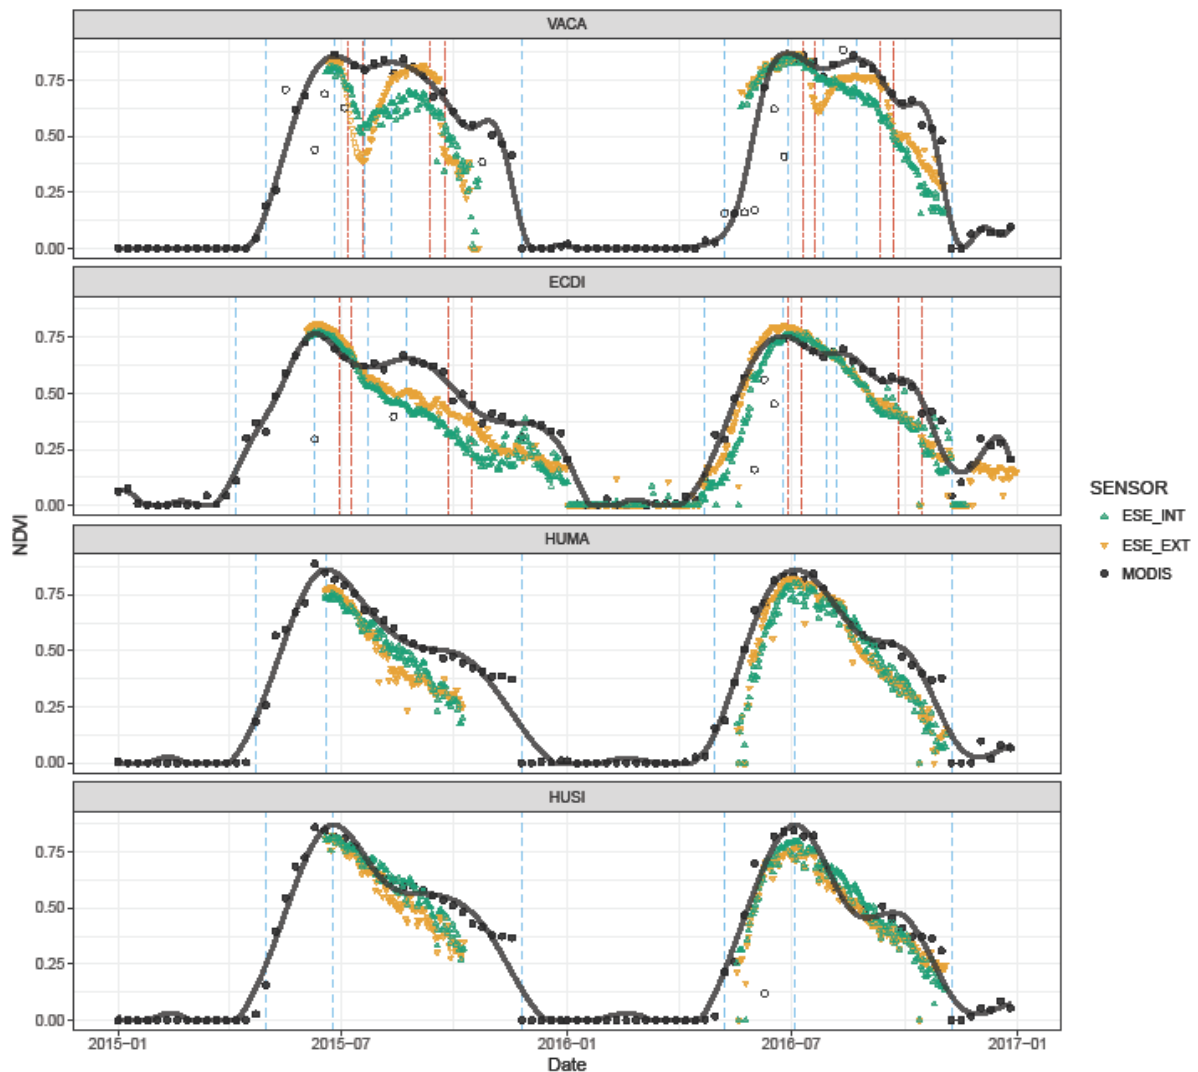 VACA
0.75
0.50
0.25
0.00
ECDI
0.75
0.50
0.25
0.00
NDVI
HUMA
0.75
0.50
0.25
0.00
HUSI
0.75
0.50
0.25
0.00
2015-01
2015-07
2016-01
2016-07
2017-01
Date
SENSOR
ESE_INT
ESE_EXT
MODIS